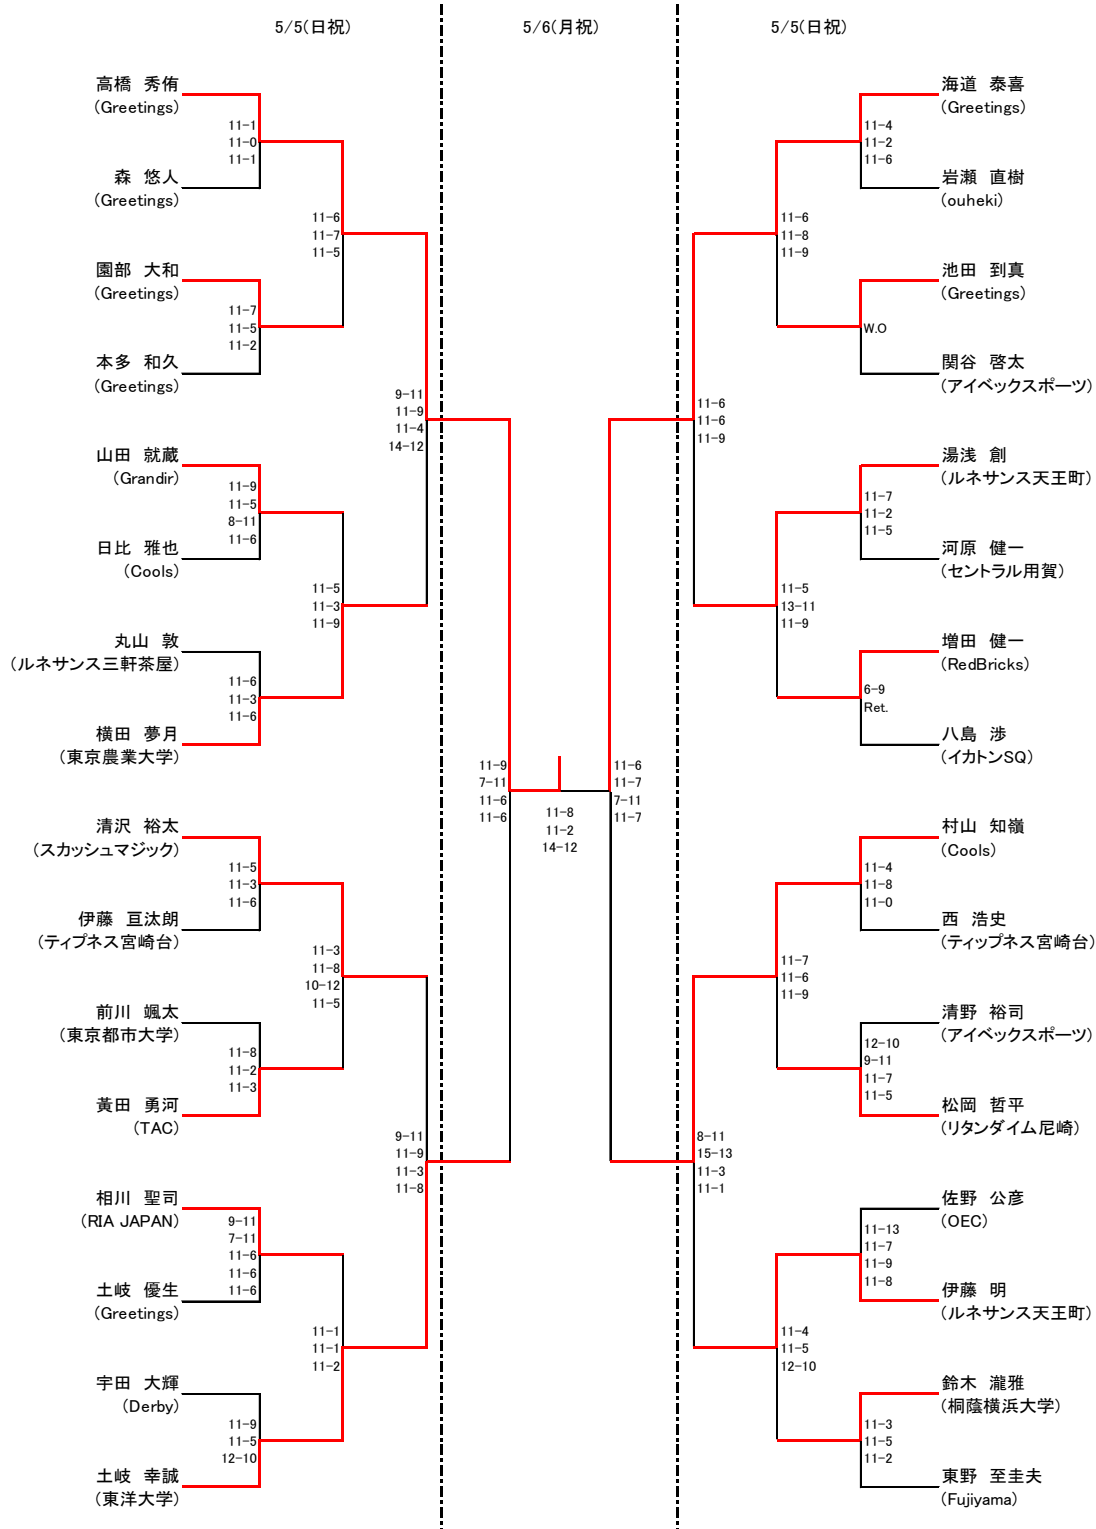 5/5(日祝)
5/6(月祝)
5/5(日祝)
高橋 秀侑
(Greetings)
11-1
11-0
11-1
森 悠人
(Greetings)
11-6
11-7
11-5
園部 大和
(Greetings)
11-7
11-5
11-2
本多 和久
(Greetings)
9-11
11-9
11-4
14-12
山田 就蔵
(Grandir)
11-9
11-5
8-11
11-6
日比 雅也
(Cools)
11-5
11-3
11-9
丸山 敦
(ルネサンス三軒茶屋)
11-6
11-3
11-6
横田 夢月
(東京農業大学)
11-9
7-11
11-6
11-6
清沢 裕太
(スカッシュマジック)
11-5
11-3
11-6
伊藤 亘汰朗
(ティプネス宮崎台)
11-3
11-8
10-12
11-5
前川 颯太
(東京都市大学)
11-8
11-2
11-3
黃田 勇河
(TAC)
9-11
11-9
11-3
11-8
相川 聖司
(RIA JAPAN)
9-11
7-11
11-6
11-6
11-6
土岐 優生
(Greetings)
11-1
11-1
11-2
宇田 大輝
(Derby)
11-9
11-5
12-10
土岐 幸誠
(東洋大学)
11-8
11-2
14-12
海道 泰喜
(Greetings)
11-4
11-2
11-6
岩瀬 直樹
(ouheki)
11-6
11-8
11-9
池田 到真
(Greetings)
W.O
関谷 啓太
(アイベックスポーツ)
11-6
11-6
11-9
湯浅 創
(ルネサンス天王町)
11-7
11-2
11-5
河原 健一
(セントラル用賀)
11-5
13-11
11-9
増田 健一
(RedBricks)
6-9
Ret.
八島 渉
(イカトンSQ)
11-6
11-7
7-11
11-7
村山 知嶺
(Cools)
11-4
11-8
11-0
西 浩史
(ティップネス宮崎台)
11-7
11-6
11-9
清野 裕司
(アイベックスポーツ)
12-10
9-11
11-7
11-5
松岡 哲平
(リタンダイム尼崎)
8-11
15-13
11-3
11-1
佐野 公彦
(OEC)
11-13
11-7
11-9
11-8
伊藤 明
(ルネサンス天王町)
11-4
11-5
12-10
鈴木 瀧雅
(桐蔭横浜大学)
11-3
11-5
11-2
東野 至圭夫
(Fujiyama)